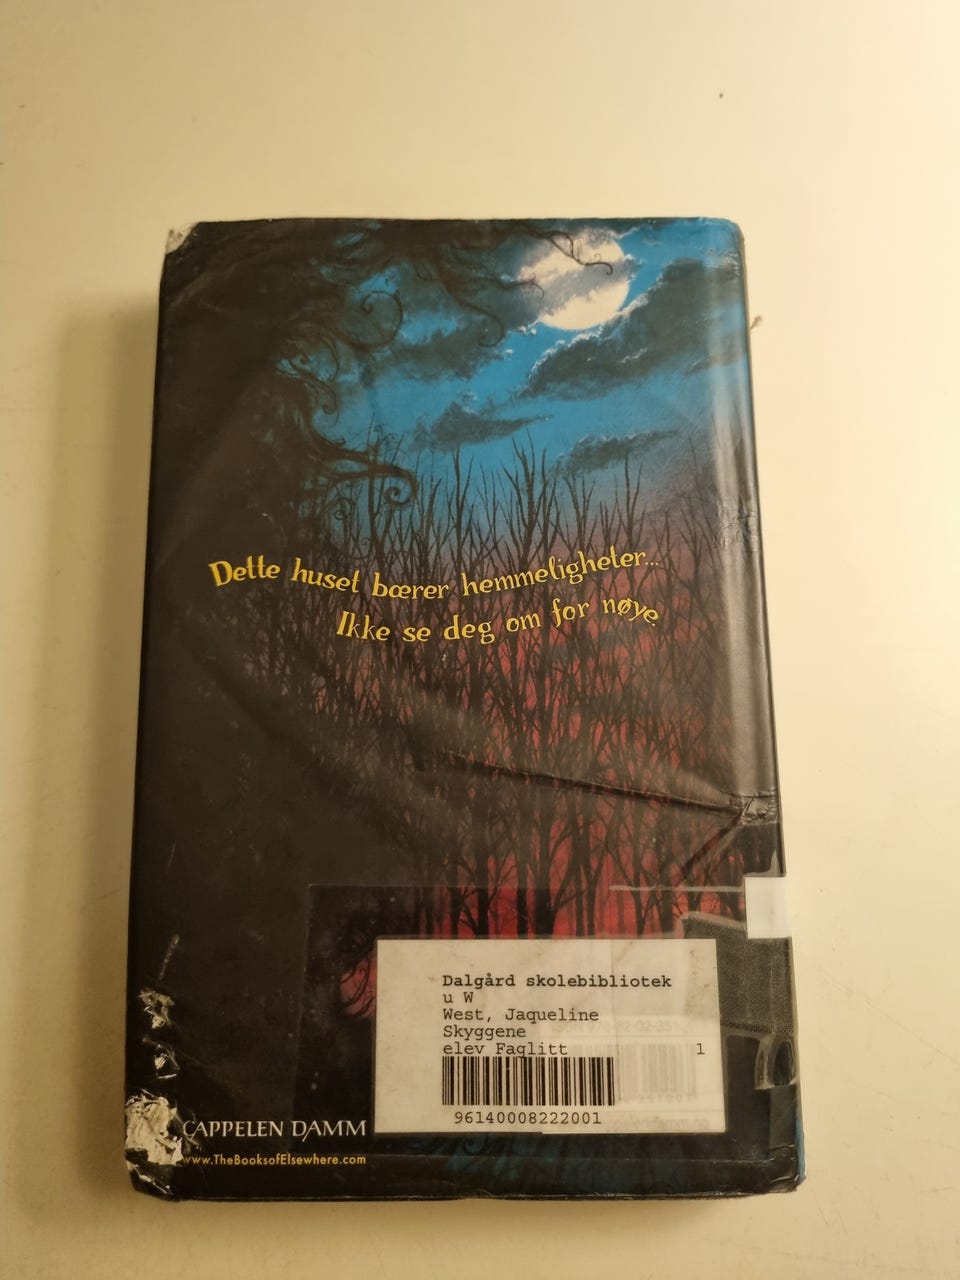 Dette huset bærer hemmeligheter...
Ikke se deg om for nøye.
Dalgård skolebibliotek
u W
West, Jaqueline
Skyggene
elev Faglitt 1
96140008222001
CAPPELEN DAMM
www.TheBooksofElsewhere.com